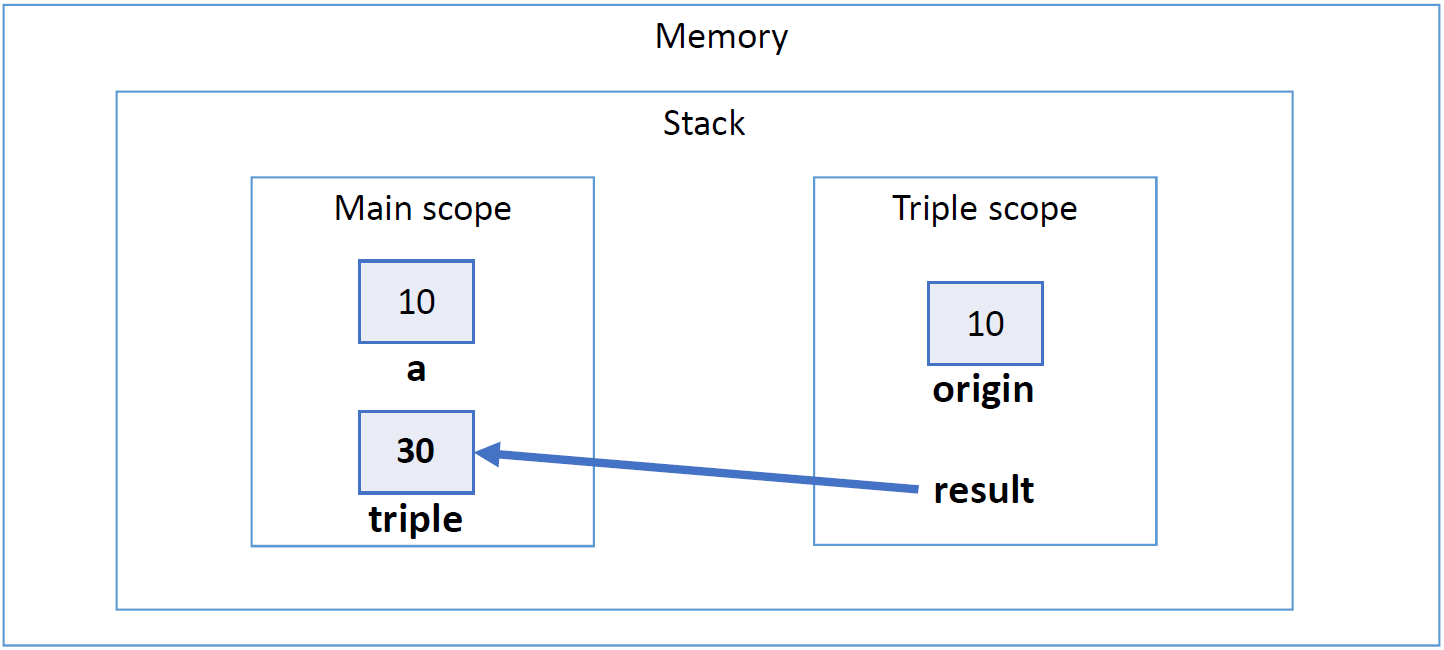 Memory
Stack
Main scope
10
a
30
triple
Triple scope
10
origin
result